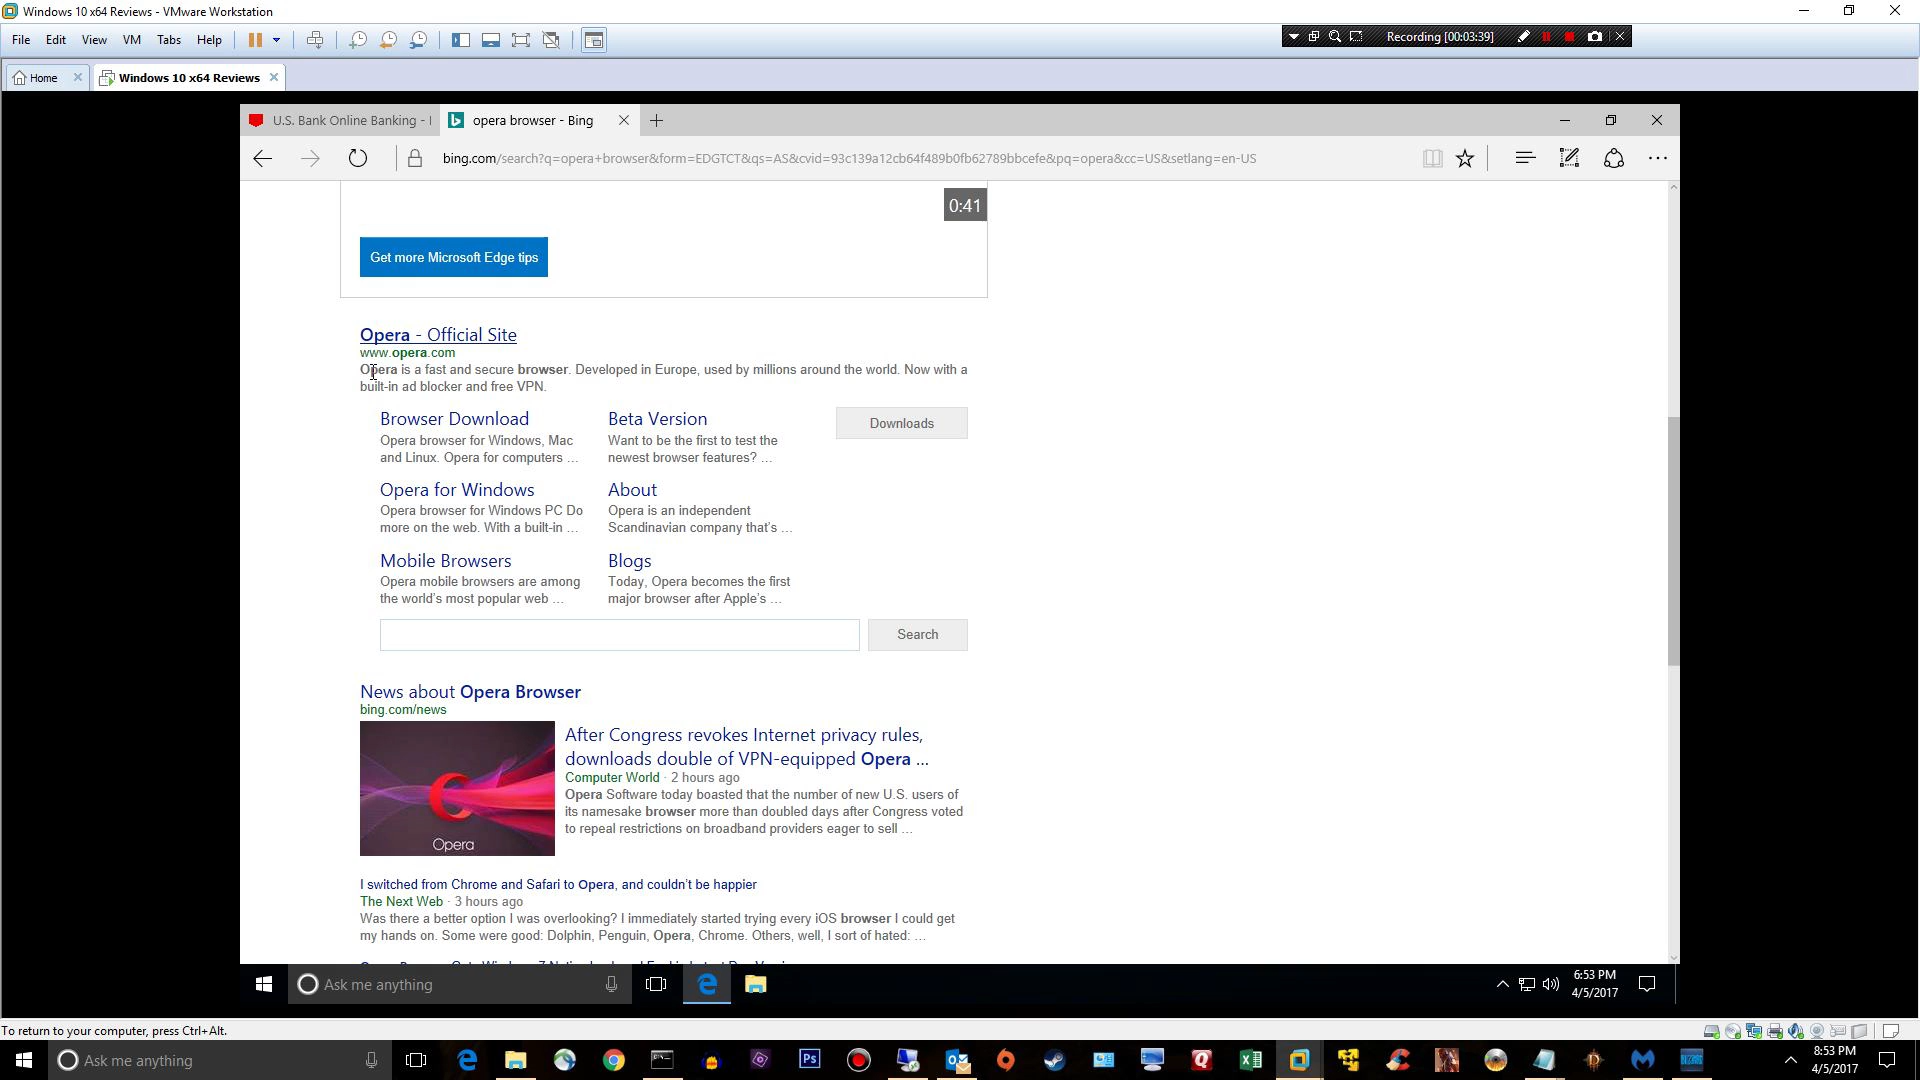 Windows 10 x64 Reviews - VMware Workstation
File Edit View VM Tabs Help
Recording [00:03:39]
Home
Windows 10 x64 Reviews
U.S. Bank Online Banking - l
opera browser - Bing
bing.com/search?q=opera+browser&form=EDGTCT&qs=AS&cvid=93c139a12cb64f489b0fb62789bbcefe&pq=opera&cc=US&setlang=en-US
0:41
Get more Microsoft Edge tips
Opera - Official Site
www.opera.com
Opera is a fast and secure browser. Developed in Europe, used by millions around the world. Now with a
built-in ad blocker and free VPN.
Browser Download
Opera browser for Windows, Mac
and Linux. Opera for computers ...
Beta Version
Want to be the first to test the
newest browser features? ...
Downloads
Opera for Windows
Opera browser for Windows PC Do
more on the web. With a built-in ...
About
Opera is an independent
Scandinavian company that's ...
Mobile Browsers
Opera mobile browsers are among
the world's most popular web ...
Blogs
Today, Opera becomes the first
major browser after Apple's ...
Search
News about Opera Browser
bing.com/news
Opera
After Congress revokes Internet privacy rules,
downloads double of VPN-equipped Opera ...
Computer World · 2 hours ago
Opera Software today boasted that the number of new U.S. users of
its namesake browser more than doubled days after Congress voted
to repeal restrictions on broadband providers eager to sell ...
I switched from Chrome and Safari to Opera, and couldn't be happier
The Next Web · 3 hours ago
Was there a better option I was overlooking? I immediately started trying every iOS browser I could get
my hands on. Some were good: Dolphin, Penguin, Opera, Chrome. Others, well, I sort of hated: ...
Ask me anything
6:53 PM
4/5/2017
To return to your computer, press Ctrl+Alt.
Ask me anything
Ps
8:53 PM
4/5/2017